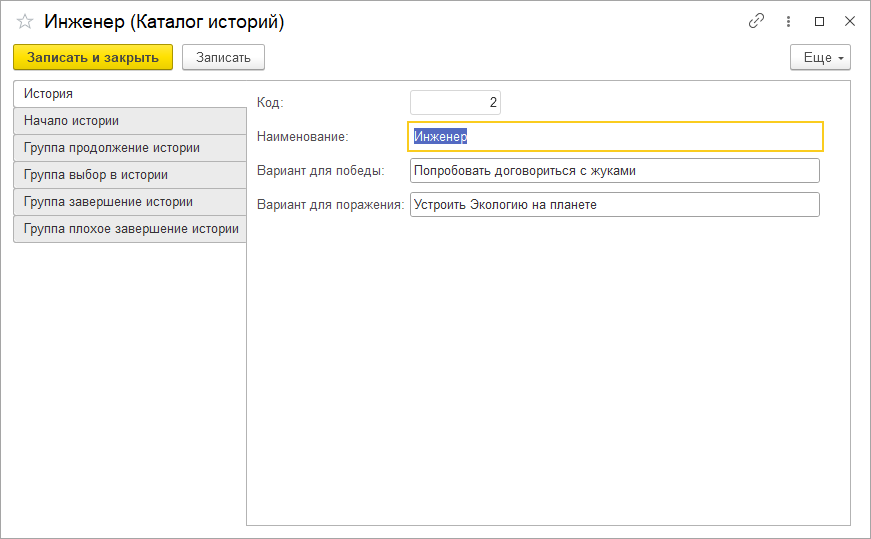 Инженер (Каталог историй)
Записать и закрыть
Записать
Еще
История
Начало истории
Группа продолжение истории
Группа выбор в истории
Группа завершение истории
Группа плохое завершение истории
Код: 2
Наименование: Инженер
Вариант для победы: Попробовать договориться с жуками
Вариант для поражения: Устроить Экологию на планете